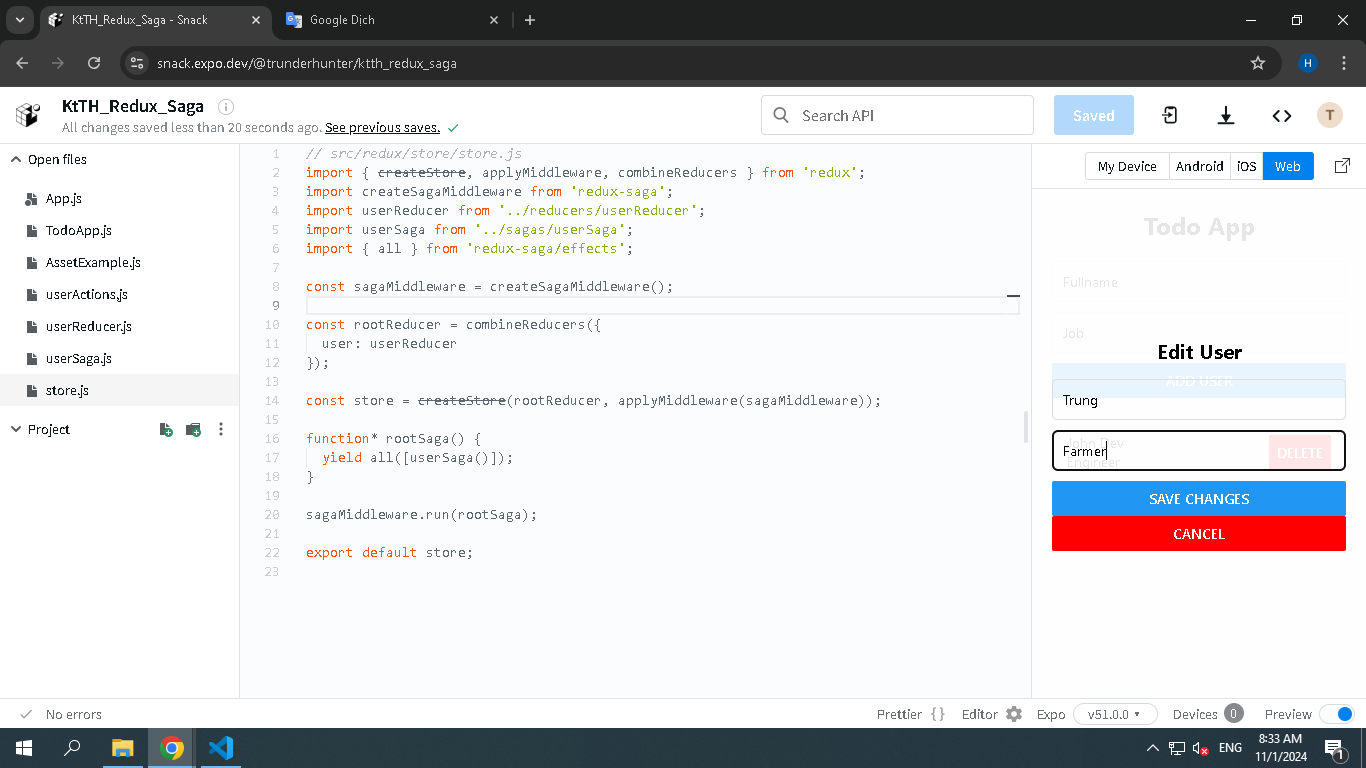 KtTH_Redux_Saga - Snack
Google Dịch
snack.expo.dev/@trunderhunter/ktth_redux_saga
H
KtTH_Redux_Saga
All changes saved less than 20 seconds ago. See previous saves.
Search API
Saved
T
Open files
App.js
TodoApp.js
AssetExample.js
userActions.js
userReducer.js
userSaga.js
store.js
Project
1 // src/redux/store/store.js
2 import { createStore, applyMiddleware, combineReducers } from 'redux';
3 import createSagaMiddleware from 'redux-saga';
4 import userReducer from '../reducers/userReducer';
5 import userSaga from '../sagas/userSaga';
6 import { all } from 'redux-saga/effects';
7
8 const sagaMiddleware = createSagaMiddleware();
9
10 const rootReducer = combineReducers({
11 user: userReducer
12 });
13
14 const store = createStore(rootReducer, applyMiddleware(sagaMiddleware));
15
16 function* rootSaga() {
17 yield all([userSaga()]);
18 }
19
20 sagaMiddleware.run(rootSaga);
21
22 export default store;
23
My Device Android iOS Web
Todo App
Fullname
Job
Edit User
ADD USER
Trung
John Dev
Farmer
Engineer
DELETE
SAVE CHANGES
CANCEL
No errors
Prettier {} Editor Expo v51.0.0 Devices 0 Preview
ENG
8:33 AM
11/1/2024
1